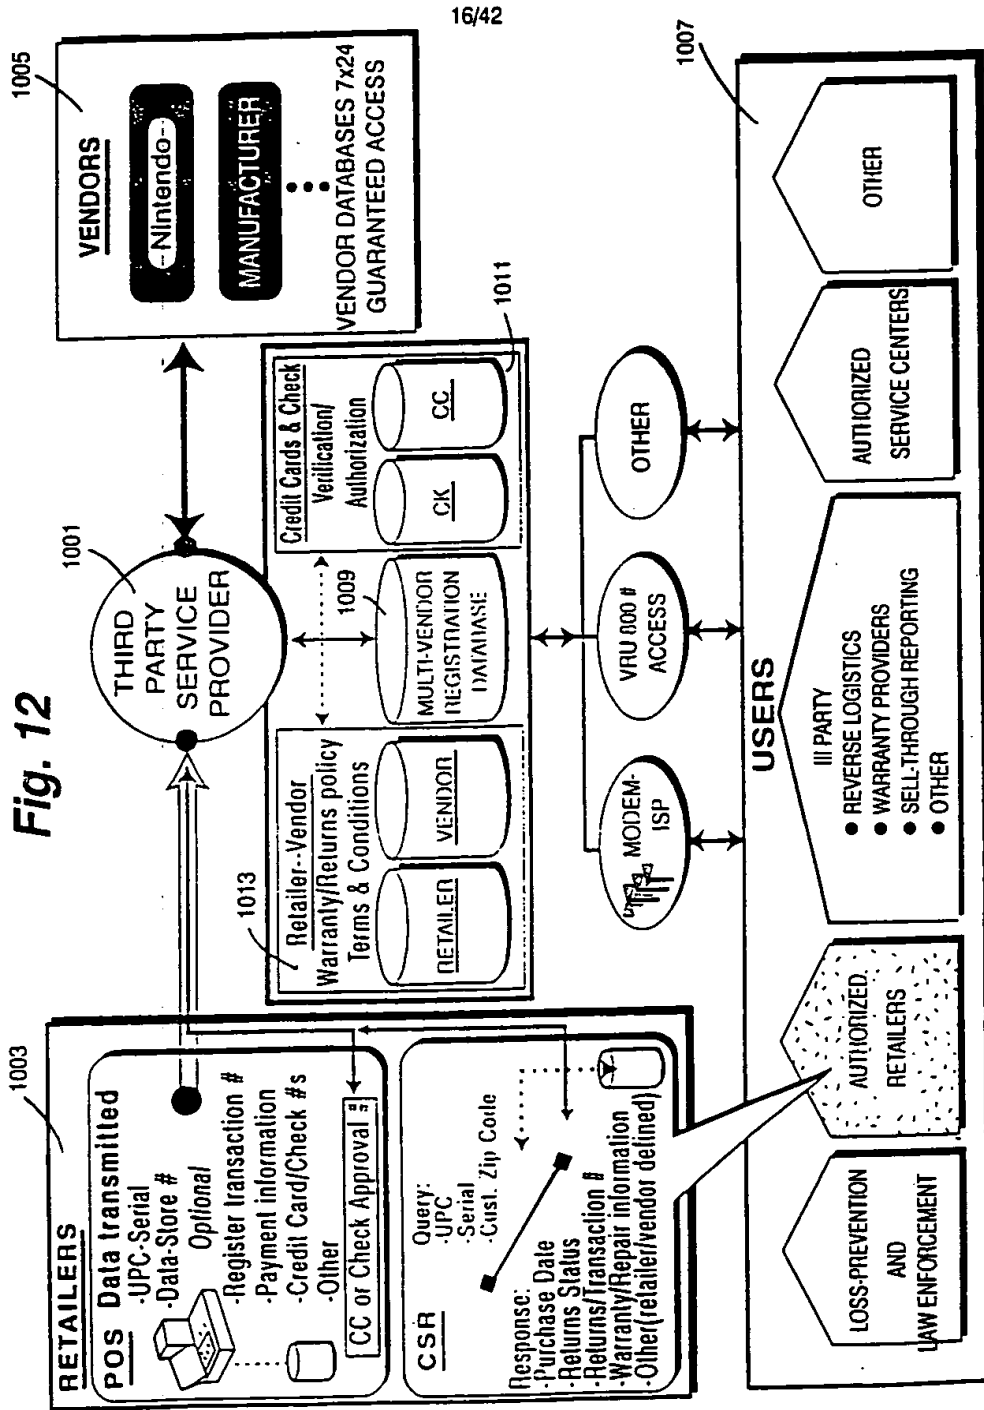 16/42
Fig. 12
1003
RETAILERS
POS Data transmitted
-UPC-Serial
-Data-Store #
Optional
-Register transaction #
-Payment Information
-Credit Card/Check #s
-Other
CC or Check Approval #
CSR
Query:
-UPC
-Serial
-Cust. Zip Code
Response:
-Purchase Date
-Returns Status
-Returns/Transaction #
-Warranty/Repair information
-Other(retailer/vendor defined)
1001
THIRD
PARTY
SERVICE
PROVIDER
1005
VENDORS
Nintendo
MANUFACTURER
VENDOR DATABASES 7x24
GUARANTEED ACCESS
1013
Retailer--Vendor
Warranty/Returns policy
Terms & Conditions
RETAILER
VENDOR
1009
MULTI-VENDOR
REGISTRATION
DATABASE
Credit Cards & Check
Verification/
Authorization
CK
CC
1011
MODEM-
ISP
VRU 800 #
ACCESS
OTHER
1007
USERS
LOSS-PREVENTION
AND
LAW ENFORCEMENT
AUTHORIZED
RETAILERS
III PARTY
● REVERSE LOGISTICS
● WARRANTY PROVIDERS
● SELL-THROUGH REPORTING
● OTHER
AUTHORIZED
SERVICE CENTERS
OTHER